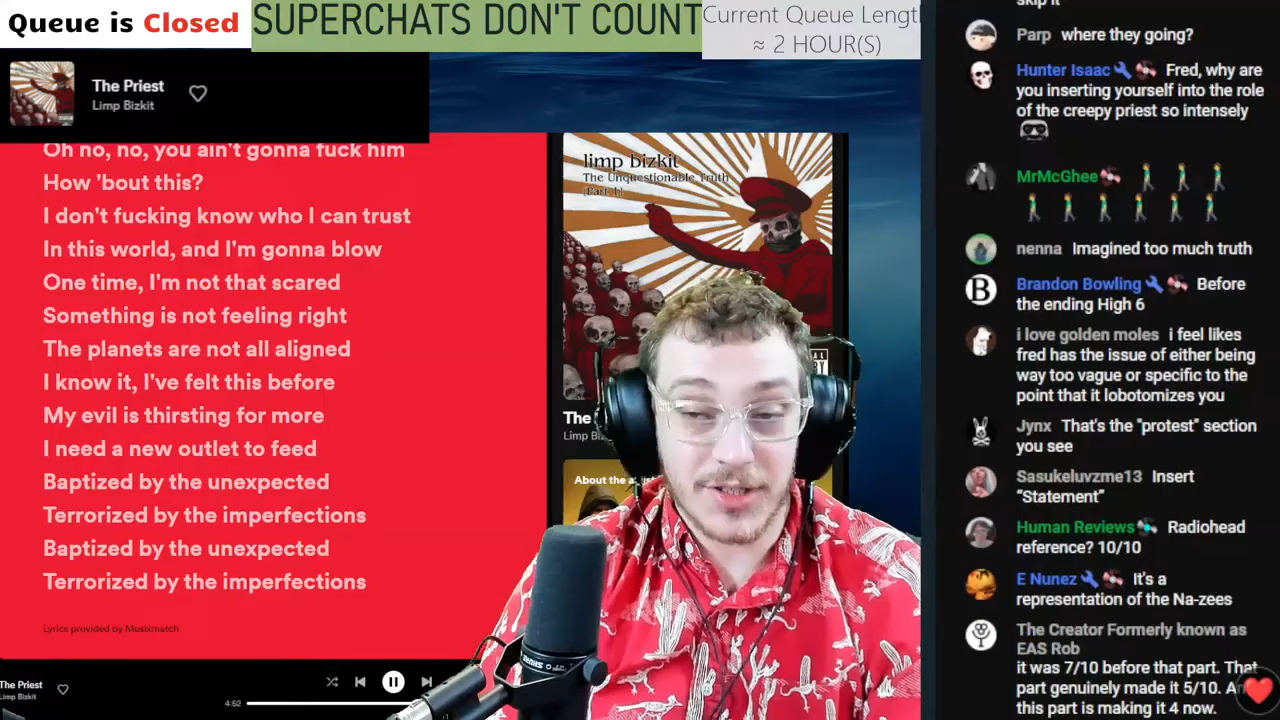 Queue is Closed
SUPERCHATS DON'T COUNT
Current Queue Lengt
≈ 2 HOUR(S)
The Priest
Limp Bizkit
Oh no, no, you ain't gonna fuck him
How 'bout this?
I don't fucking know who I can trust
In this world, and I'm gonna blow
One time, I'm not that scared
Something is not feeling right
The planets are not all aligned
I know it, I've felt this before
My evil is thirsting for more
I need a new outlet to feed
Baptized by the unexpected
Terrorized by the imperfections
Baptized by the unexpected
Terrorized by the imperfections
Lyrics provided by Musixmatch
The Priest
Limp Bizkit
4:52
limp bizkit
The Unquestionable Truth
(Part 1)
The
Limp Biz
About the artist
SHURE
skip it
Parp where they going?
Hunter Isaac Fred, why are
you inserting yourself into the role
of the creepy priest so intensely
MrMcGhee
nenna Imagined too much truth
Brandon Bowling Before
the ending High 6
i love golden moles i feel likes
fred has the issue of either being
way too vague or specific to the
point that it lobotomizes you
Jynx That's the "protest" section
you see
Sasukeluvzme13 Insert
“Statement”
Human Reviews Radiohead
reference? 10/10
E Nunez It's a
representation of the Na-zees
The Creator Formerly known as
EAS Rob
it was 7/10 before that part. That
part genuinely made it 5/10. An
this part is making it 4 now.